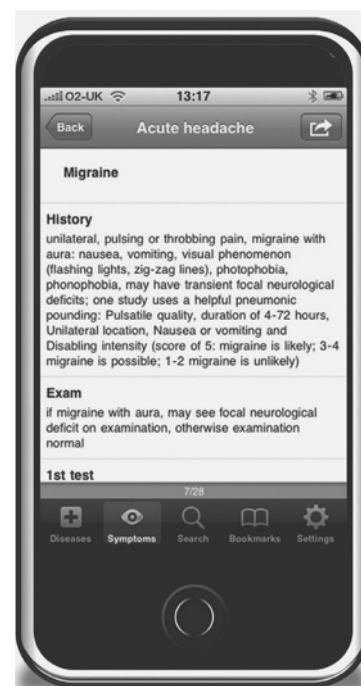 O2-UK 13:17
Back Acute headache
Migraine
History
unilateral, pulsing or throbbing pain, migraine with
aura: nausea, vomiting, visual phenomenon
(flashing lights, zig-zag lines), photophobia,
phonophobia, may have transient focal neurological
deficits; one study uses a helpful pneumonic
pounding: Pulsatile quality, duration of 4-72 hours,
Unilateral location, Nausea or vomiting and
Disabling intensity (score of 5: migraine is likely; 3-4
migraine is possible; 1-2 migraine is unlikely)
Exam
if migraine with aura, may see focal neurological
deficit on examination, otherwise examination
normal
1st test
7/28
Diseases Symptoms Search Bookmarks Settings